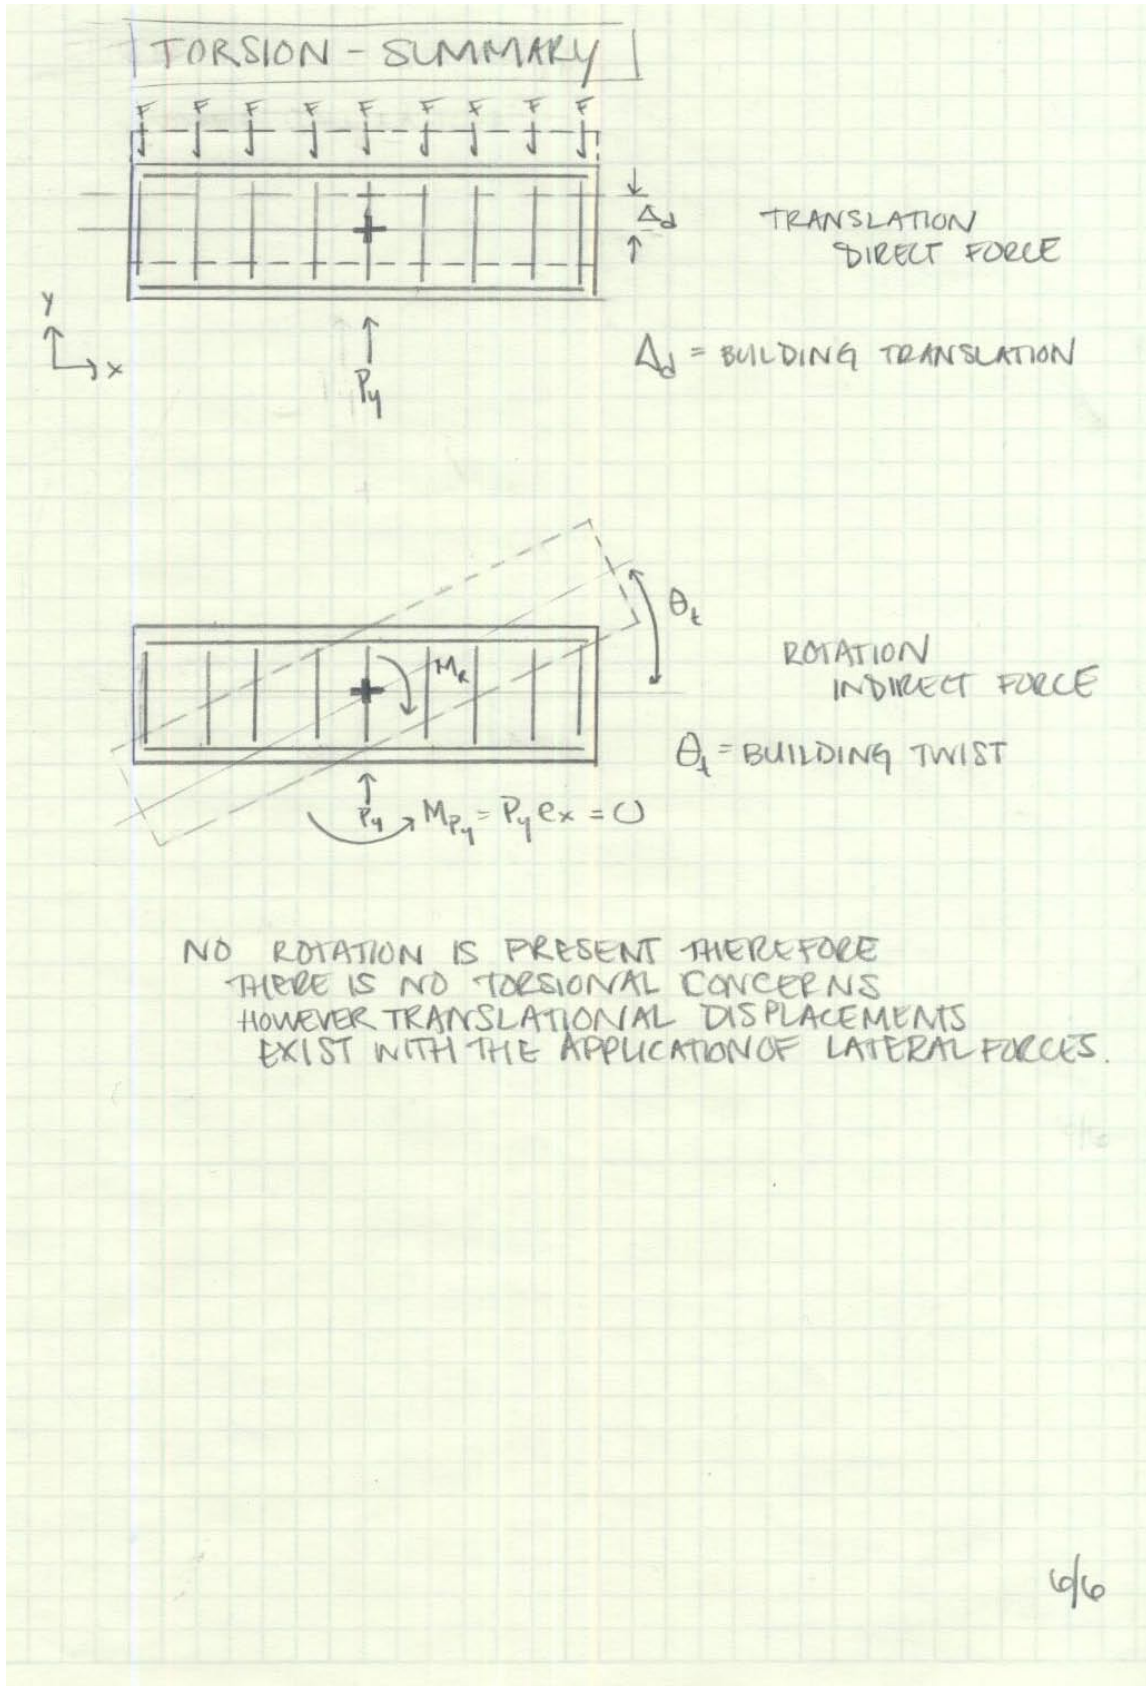 TORSION - SUMMARY
F F F F F F F F F
Δd
TRANSLATION
DIRECT FORCE
Y
X
Py
Δd = BUILDING TRANSLATION
θt
MR
ROTATION
INDIRECT FORCE
θt = BUILDING TWIST
Py
MPy = Py ex = 0
NO ROTATION IS PRESENT THEREFORE
THERE IS NO TORSIONAL CONCERNS
HOWEVER TRANSLATIONAL DISPLACEMENTS
EXIST WITH THE APPLICATION OF LATERAL FORCES.
6/6